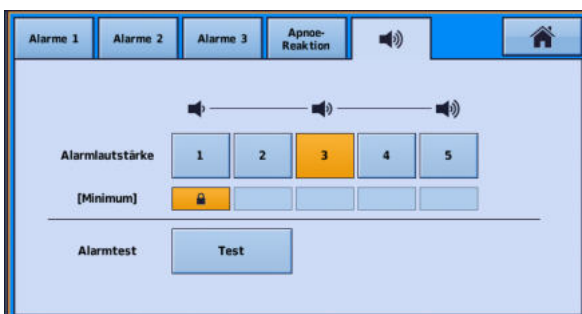 Alarme 1 Alarme 2 Alarme 3 Apnoe-
Reaktion
Alarmlautstärke 1 2 3 4 5
[Minimum]
Alarmtest Test